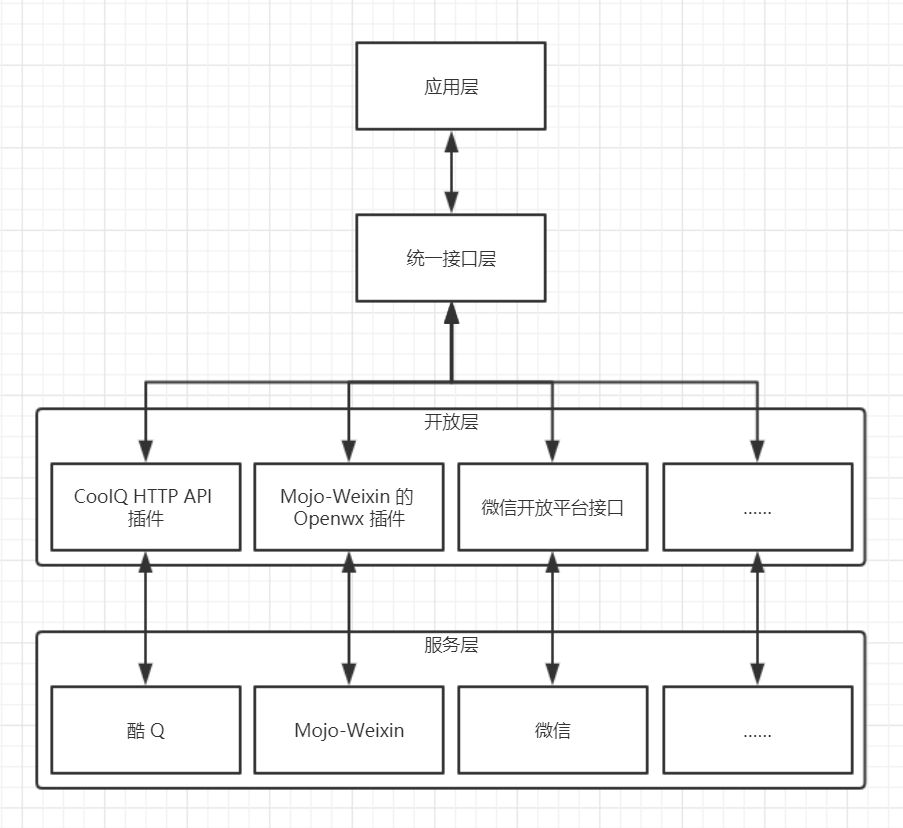 应用层
统一接口层
开放层
CoolQ HTTP API
插件
Mojo-Weixin 的
Openwx 插件
微信开放平台接口
......
服务层
酷 Q
Mojo-Weixin
微信
......